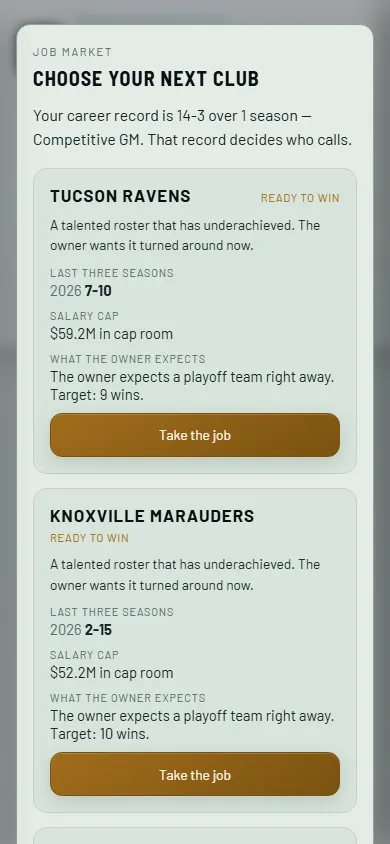 JOB MARKET
CHOOSE YOUR NEXT CLUB
Your career record is 14-3 over 1 season —
Competitive GM. That record decides who calls.
TUCSON RAVENS
READY TO WIN
A talented roster that has underachieved. The
owner wants it turned around now.
LAST THREE SEASONS
2026 7-10
SALARY CAP
$59.2M in cap room
WHAT THE OWNER EXPECTS
The owner expects a playoff team right away.
Target: 9 wins.
Take the job
KNOXVILLE MARAUDERS
READY TO WIN
A talented roster that has underachieved. The
owner wants it turned around now.
LAST THREE SEASONS
2026 2-15
SALARY CAP
$52.2M in cap room
WHAT THE OWNER EXPECTS
The owner expects a playoff team right away.
Target: 10 wins.
Take the job